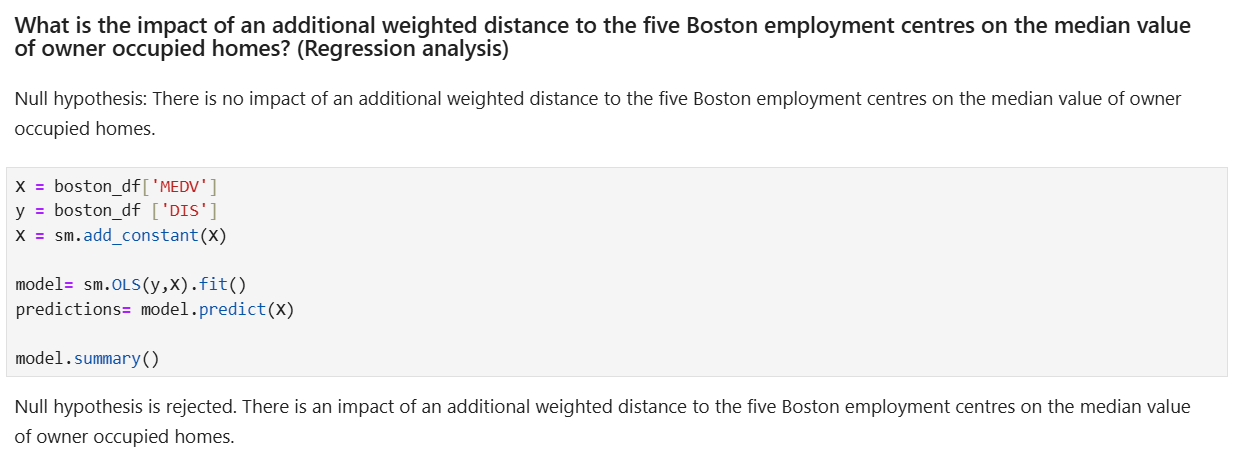 What is the impact of an additional weighted distance to the five Boston employment centres on the median value
of owner occupied homes? (Regression analysis)
Null hypothesis: There is no impact of an additional weighted distance to the five Boston employment centres on the median value of owner
occupied homes.
X = boston_df['MEDV']
y = boston_df ['DIS']
X = sm.add_constant(X)
model= sm.OLS(y,X).fit()
predictions= model.predict(X)
model.summary()
Null hypothesis is rejected. There is an impact of an additional weighted distance to the five Boston employment centres on the median value
of owner occupied homes.